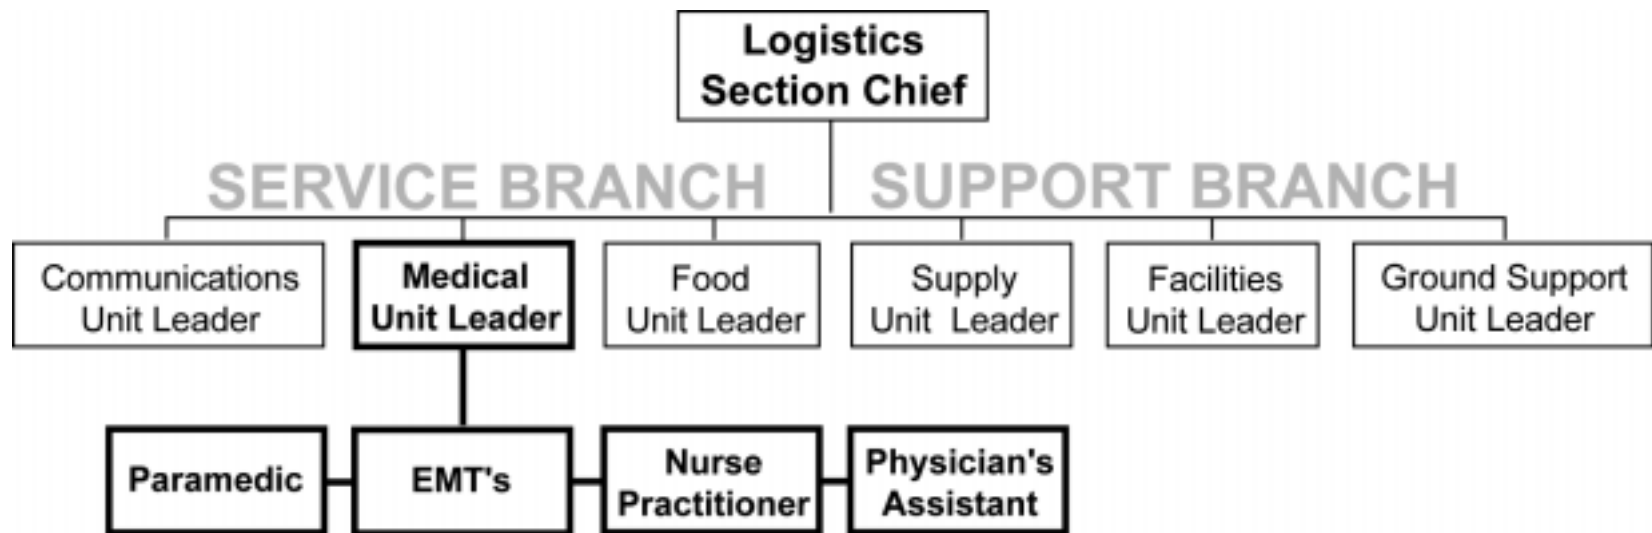 Logistics
Section Chief
SERVICE BRANCH
SUPPORT BRANCH
Communications
Unit Leader
Medical
Unit Leader
Food
Unit Leader
Supply
Unit Leader
Facilities
Unit Leader
Ground Support
Unit Leader
Paramedic
EMT's
Nurse
Practitioner
Physician's
Assistant